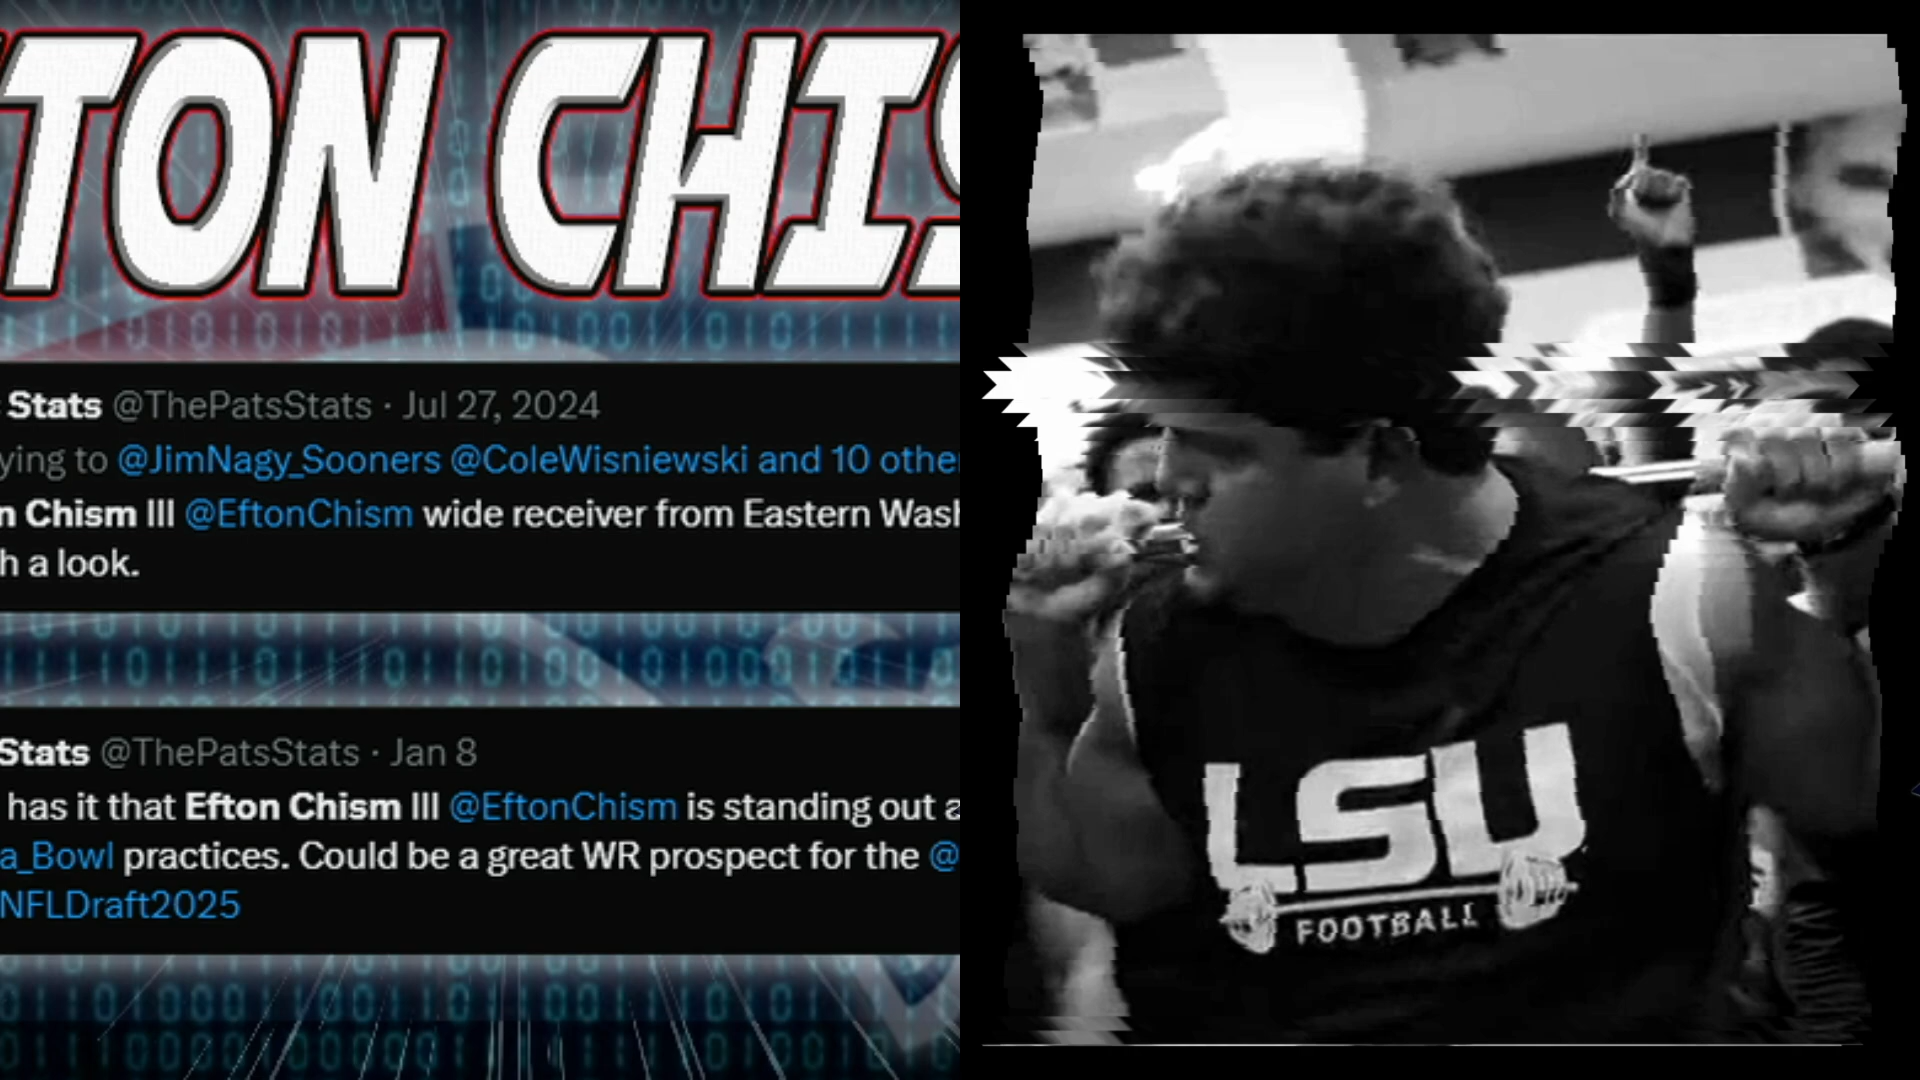 TON CHIS
Stats @ThePatsStats · Jul 27, 2024
ying to @JimNagy_Sooners @ColeWisniewski and 10 othe
n Chism III @EftonChism wide receiver from Eastern Wash
h a look.
Stats @ThePatsStats · Jan 8
has it that Efton Chism III @EftonChism is standing out a
a_Bowl practices. Could be a great WR prospect for the @
NFLDraft2025
LSU
FOOTBALL